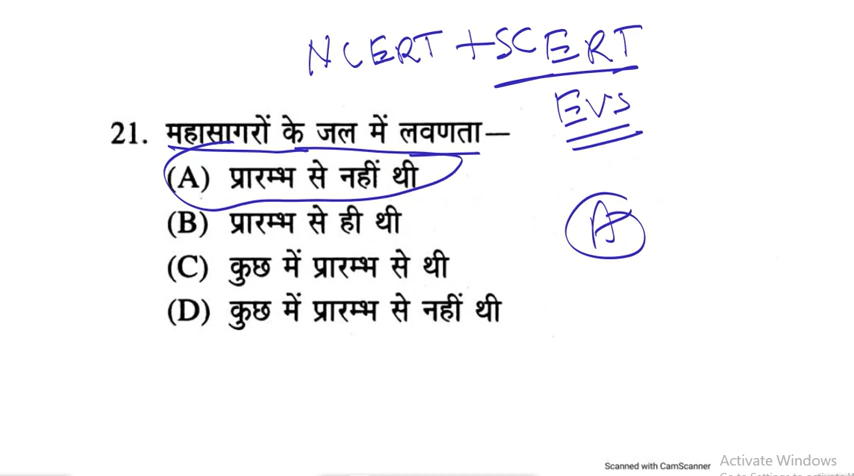 NCERT + SCERT
EVS
21. महासागरों के जल में लवणता—
(A) प्रारम्भ से नहीं थी
A
(B) प्रारम्भ से ही थी
(C) कुछ में प्रारम्भ से थी
(D) कुछ में प्रारम्भ से नहीं थी
Scanned with CamScanner
Activate Windows